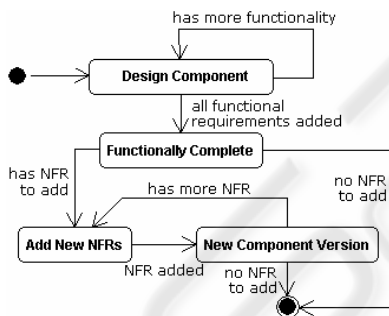 has more functionality
Design Component
all functional
requirements added
Functionally Complete
has NFR
to add
has more NFR
no NFR
to add
Add New NFRs
New Component Version
NFR added
no NFR
to add